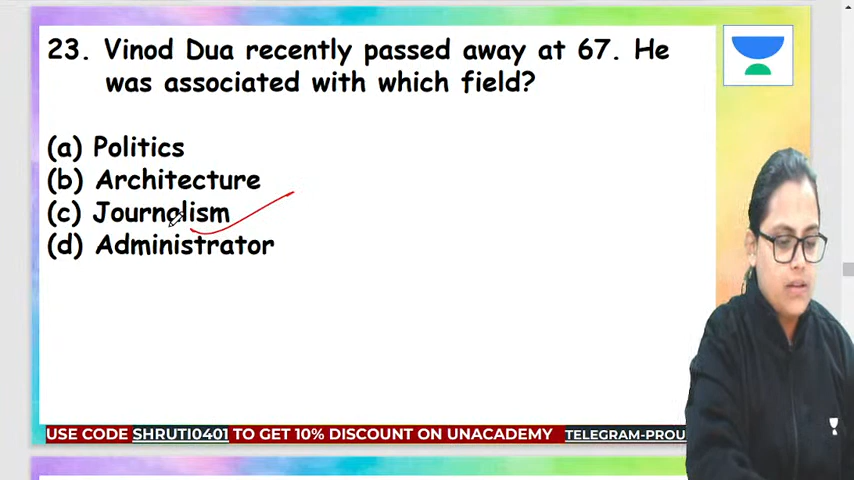 23. Vinod Dua recently passed away at 67. He
was associated with which field?
(a) Politics
(b) Architecture
(c) Journalism
(d) Administrator
USE CODE SHRUTI0401 TO GET 10% DISCOUNT ON UNACADEMY TELEGRAM-PROU